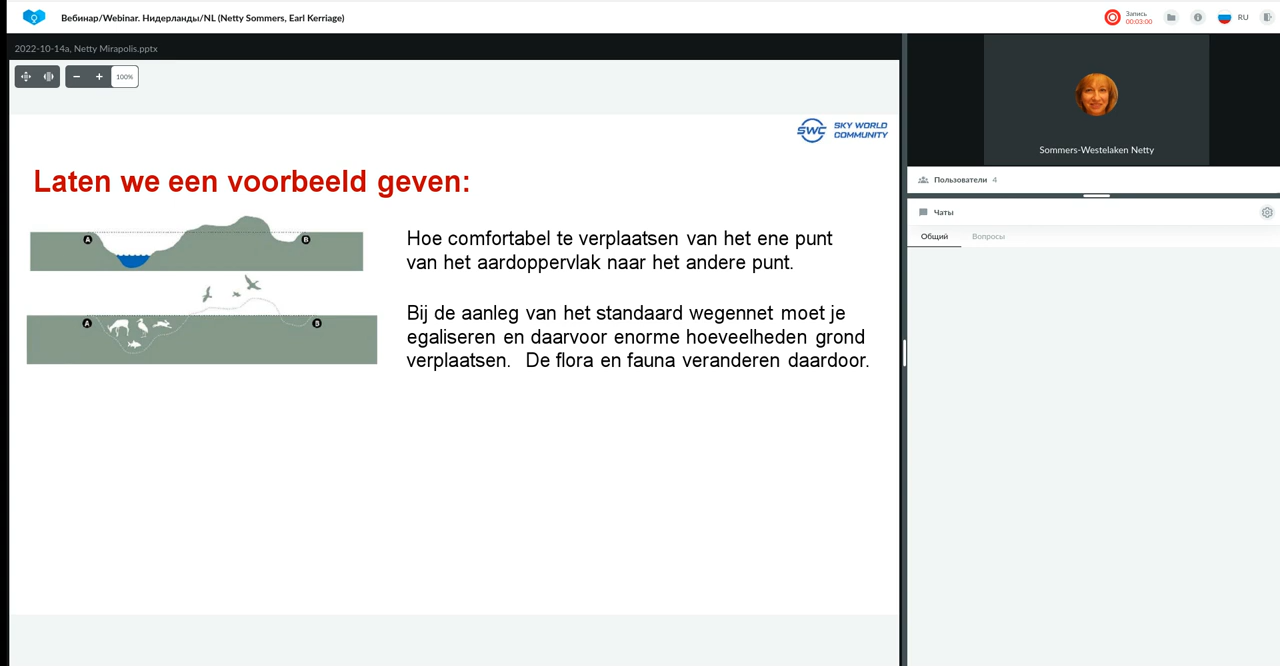 Вебинар/Webinar. Нидерланды/NL (Netty Sommers, Earl Kerriage)
Запись
00:03:00
RU
2022-10-14a, Netty Mirapolis.pptx
100%
SWC SKY WORLD
COMMUNITY
Laten we een voorbeeld geven:
A
B
Hoe comfortabel te verplaatsen van het ene punt
van het aardoppervlak naar het andere punt.
A
B
Bij de aanleg van het standaard wegennet moet je
egaliseren en daarvoor enorme hoeveelheden grond
verplaatsen. De flora en fauna veranderen daardoor.
Sommers-Westelaken Netty
Пользователи 4
Чаты
Общий
Вопросы